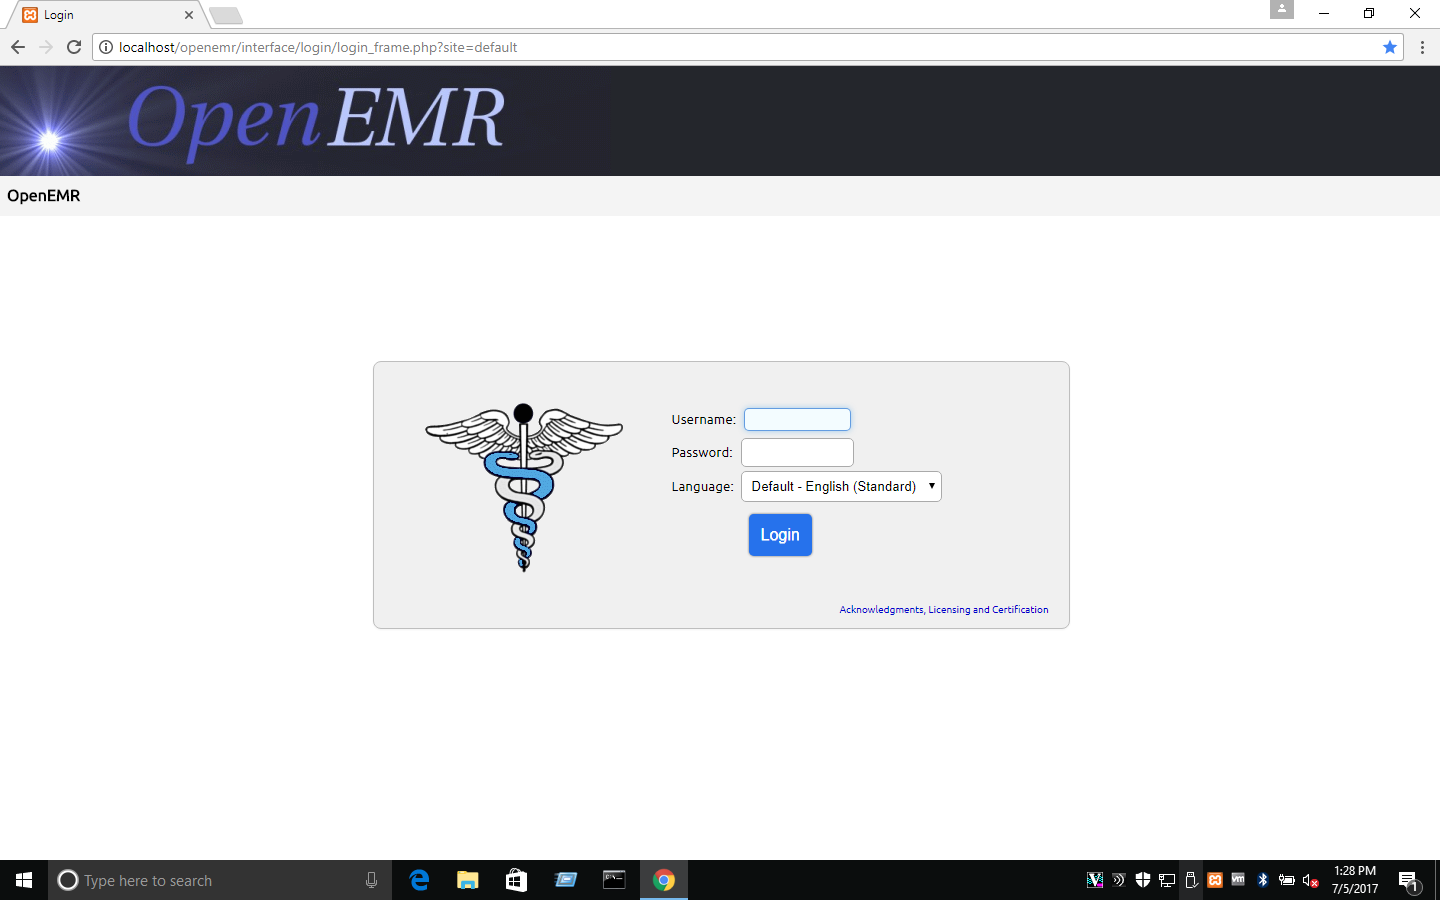 Login
localhost/openemr/interface/login/login_frame.php?site=default
OpenEMR
OpenEMR
Username:
Password:
Language: Default - English (Standard)
Login
Acknowledgments, Licensing and Certification
Type here to search
1:28 PM
7/5/2017
1